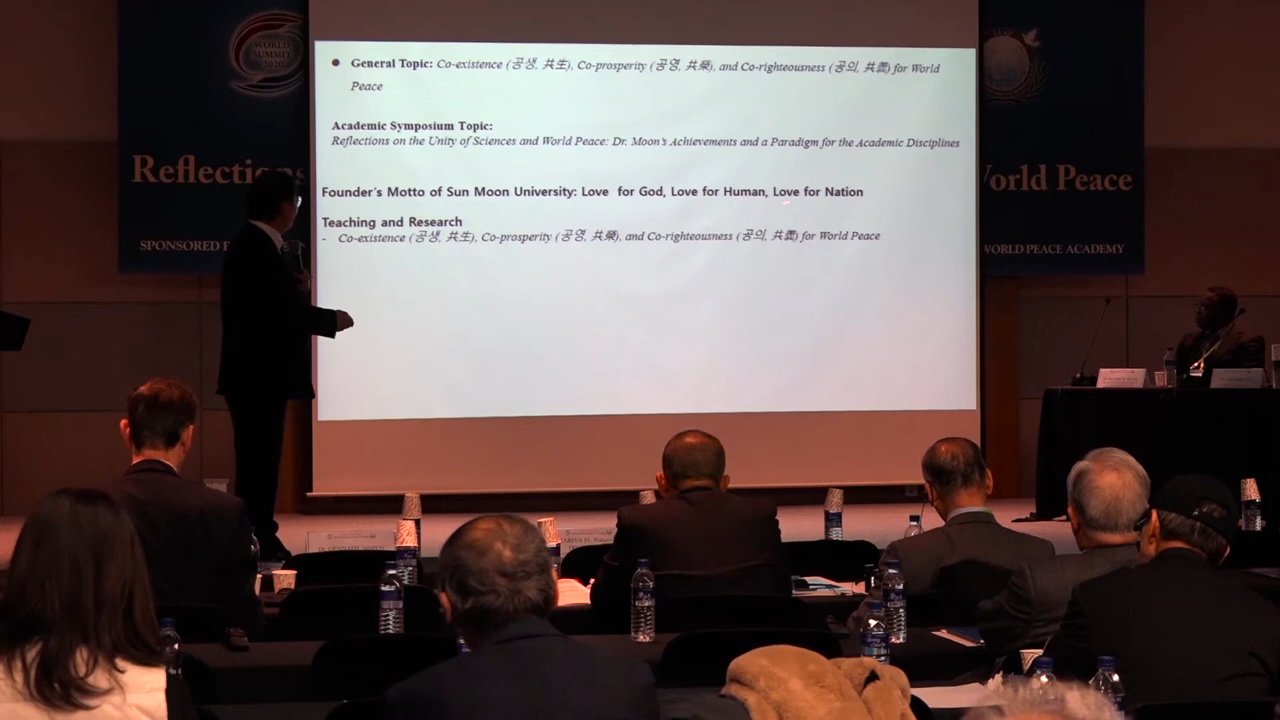 WORLD
SUMMIT
2020
Reflections
SPONSORED
● General Topic: Co-existence (공생, 共生), Co-prosperity (공영, 共榮), and Co-righteousness (공의, 共義) for World
Peace
Academic Symposium Topic:
Reflections on the Unity of Sciences and World Peace: Dr. Moon's Achievements and a Paradigm for the Academic Disciplines
Founder's Motto of Sun Moon University: Love for God, Love for Human, Love for Nation
Teaching and Research
- Co-existence (공생, 共生), Co-prosperity (공영, 共榮), and Co-righteousness (공의, 共義) for World Peace
World Peace
WORLD PEACE ACADEMY